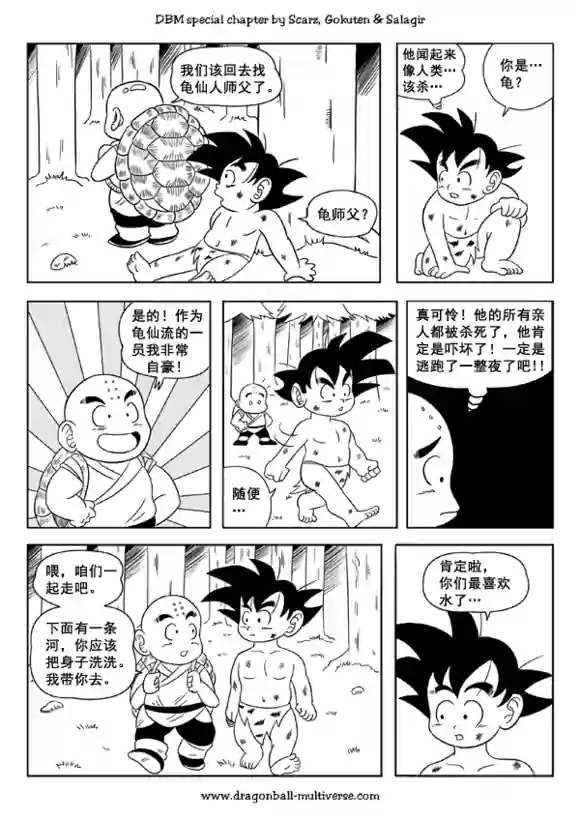 DBM special chapter by Scarz, Gokuten & Salagir
我们该回去找
龟仙人师父了。
龟师父？
他闻起来
像人类…
该杀…
你是…
龟？
是的！作为
龟仙流的一
员我非常
自豪！
随便
…
真可怜！他的所有亲
人都被杀死了，他肯
定是吓坏了！一定是
逃跑了一整夜了吧!!
喂，咱们一
起走吧。
下面有一条
河，你应该
把身子洗洗。
我带你去。
肯定啦，
你们最喜欢
水了…
www.dragonball-multiverse.com